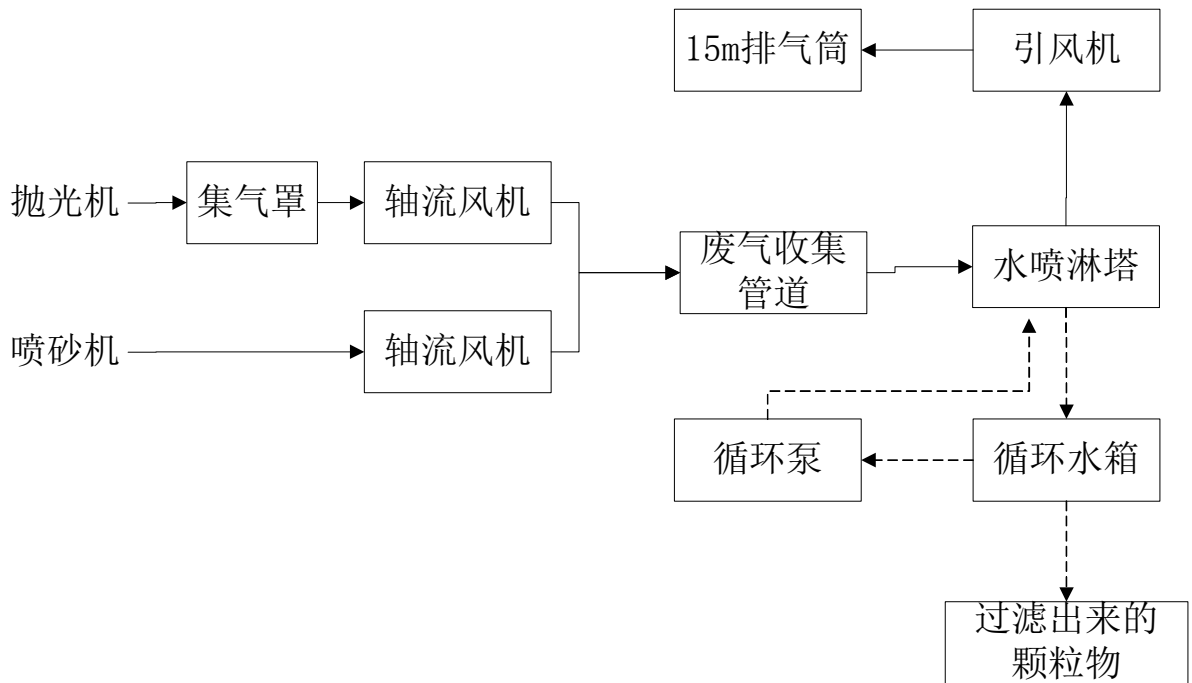 15m排气筒
引风机
抛光机
集气罩
轴流风机
废气收集
管道
水喷淋塔
喷砂机
轴流风机
循环泵
循环水箱
过滤出来的
颗粒物